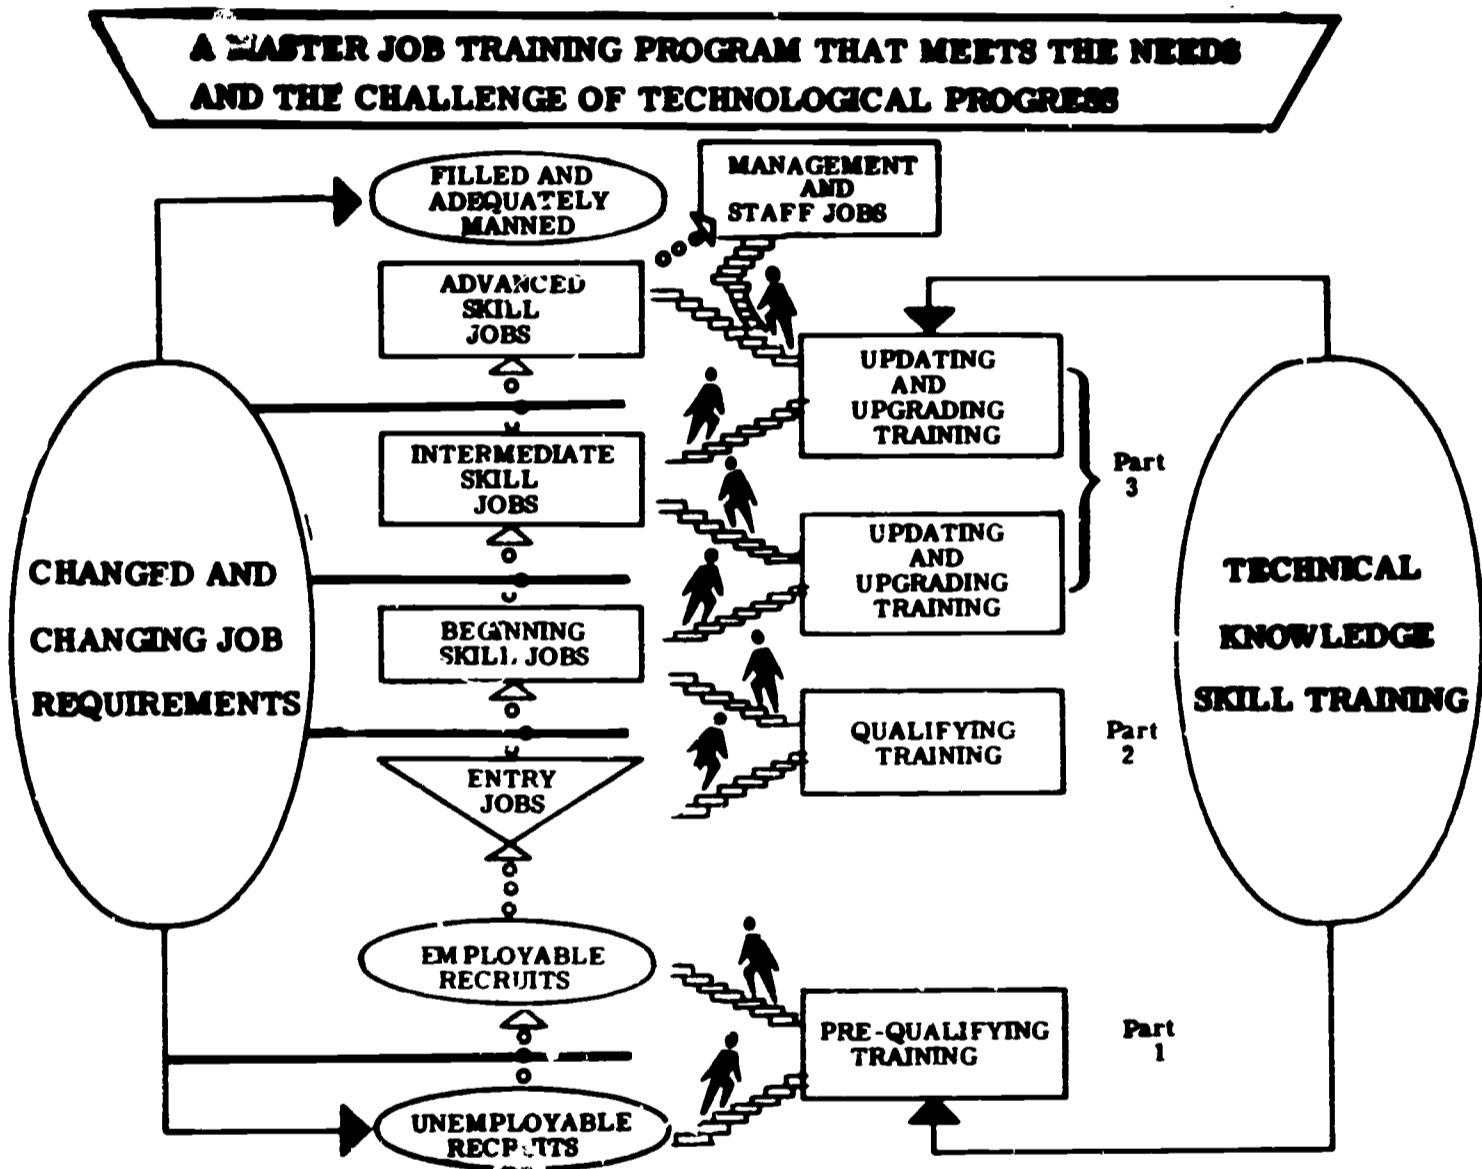 A MASTER JOB TRAINING PROGRAM THAT MEETS THE NEEDS
AND THE CHALLENGE OF TECHNOLOGICAL PROGRESS
FILLED AND
ADEQUATELY
MANNED
MANAGEMENT
AND
STAFF JOBS
ADVANCED
SKILL
JOBS
UPDATING
AND
UPGRADING
TRAINING
INTERMEDIATE
SKILL
JOBS
Part
3
UPDATING
AND
UPGRADING
TRAINING
CHANGED AND
CHANGING JOB
REQUIREMENTS
TECHNICAL
KNOWLEDGE
SKILL TRAINING
BEGINNING
SKILL JOBS
QUALIFYING
TRAINING
Part
2
ENTRY
JOBS
EMPLOYABLE
RECRUITS
PRE-QUALIFYING
TRAINING
Part
1
UNEMPLOYABLE
RECRUITS